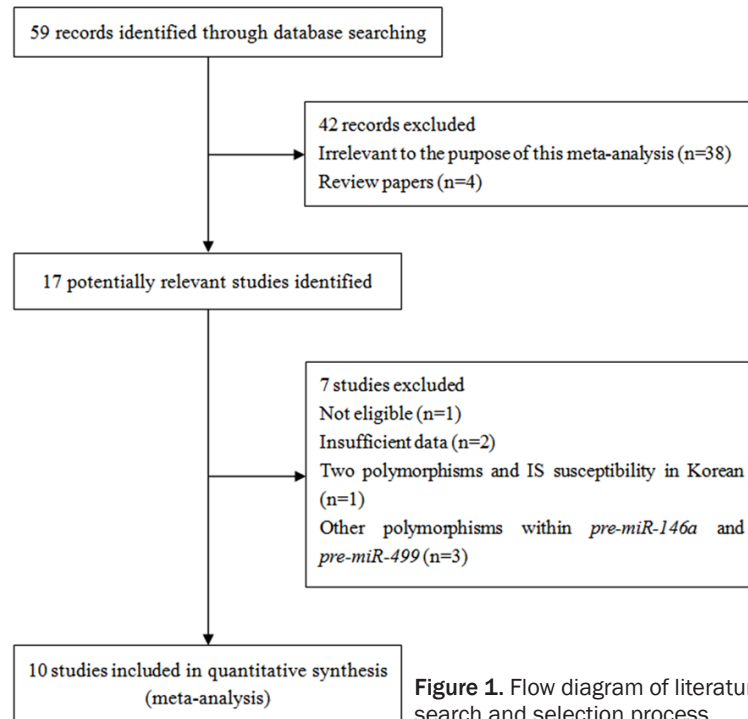 59 records identified through database searching
42 records excluded
Irrelevant to the purpose of this meta-analysis (n=38)
Review papers (n=4)
17 potentially relevant studies identified
7 studies excluded
Not eligible (n=1)
Insufficient data (n=2)
Two polymorphisms and IS susceptibility in Korean
(n=1)
Other polymorphisms within pre-miR-146a and
pre-miR-499 (n=3)
10 studies included in quantitative synthesis
(meta-analysis)
Figure 1. Flow diagram of literatur
search and selection process